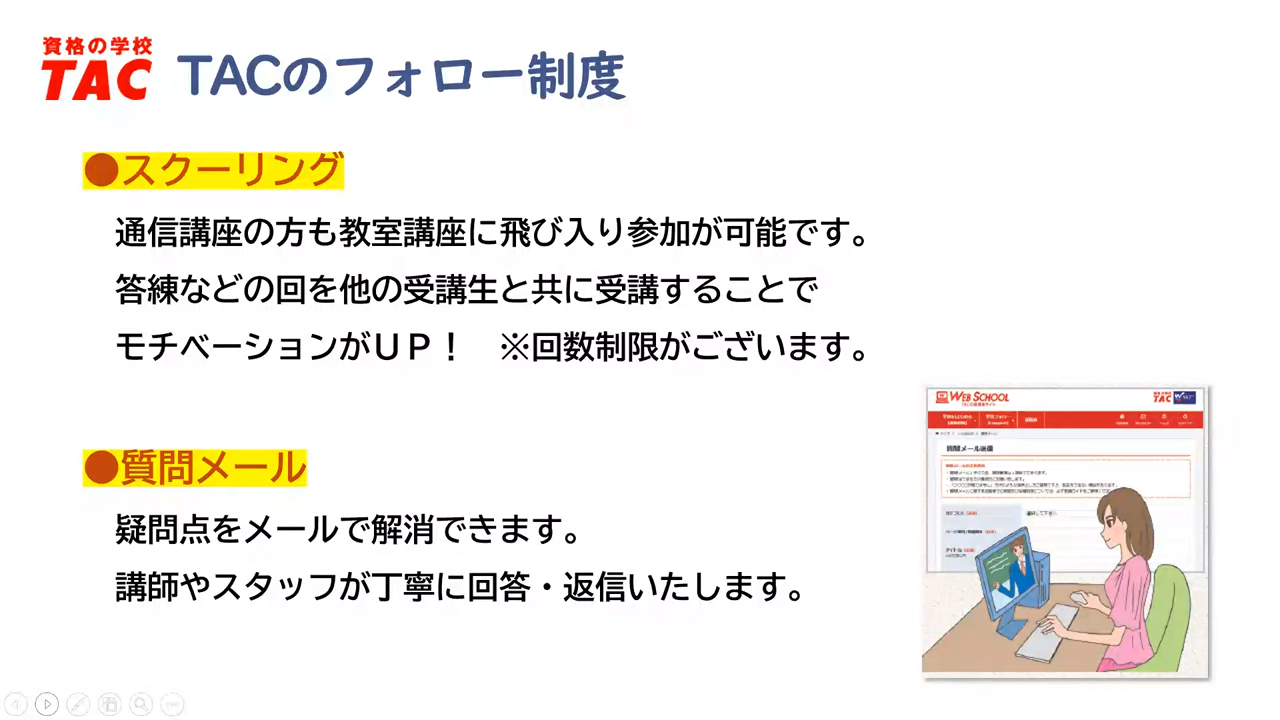 資格の学校
TAC
TACのフォロー制度
●スクーリング
通信講座の方も教室講座に飛び入り参加が可能です。
答練などの回を他の受講生と共に受講することで
モチベーションがＵＰ！　※回数制限がございます。
●質問メール
疑問点をメールで解消できます。
講師やスタッフが丁寧に回答・返信いたします。
WEB SCHOOL
TAC
質問メール送信